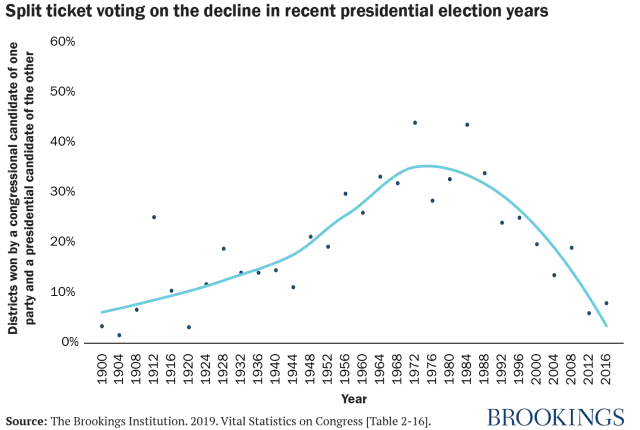 Split ticket voting on the decline in recent presidential election years
Districts won by a congressional candidate of one
party and a presidential candidate of the other
60%
50%
40%
30%
20%
10%
0%
1900 1904 1908 1912 1916 1920 1924 1928 1932 1936 1940 1944 1948 1952 1956 1960 1964 1968 1972 1976 1980 1984 1988 1992 1996 2000 2004 2008 2012 2016
Year
Source: The Brookings Institution. 2019. Vital Statistics on Congress [Table 2-16].
BROOKINGS